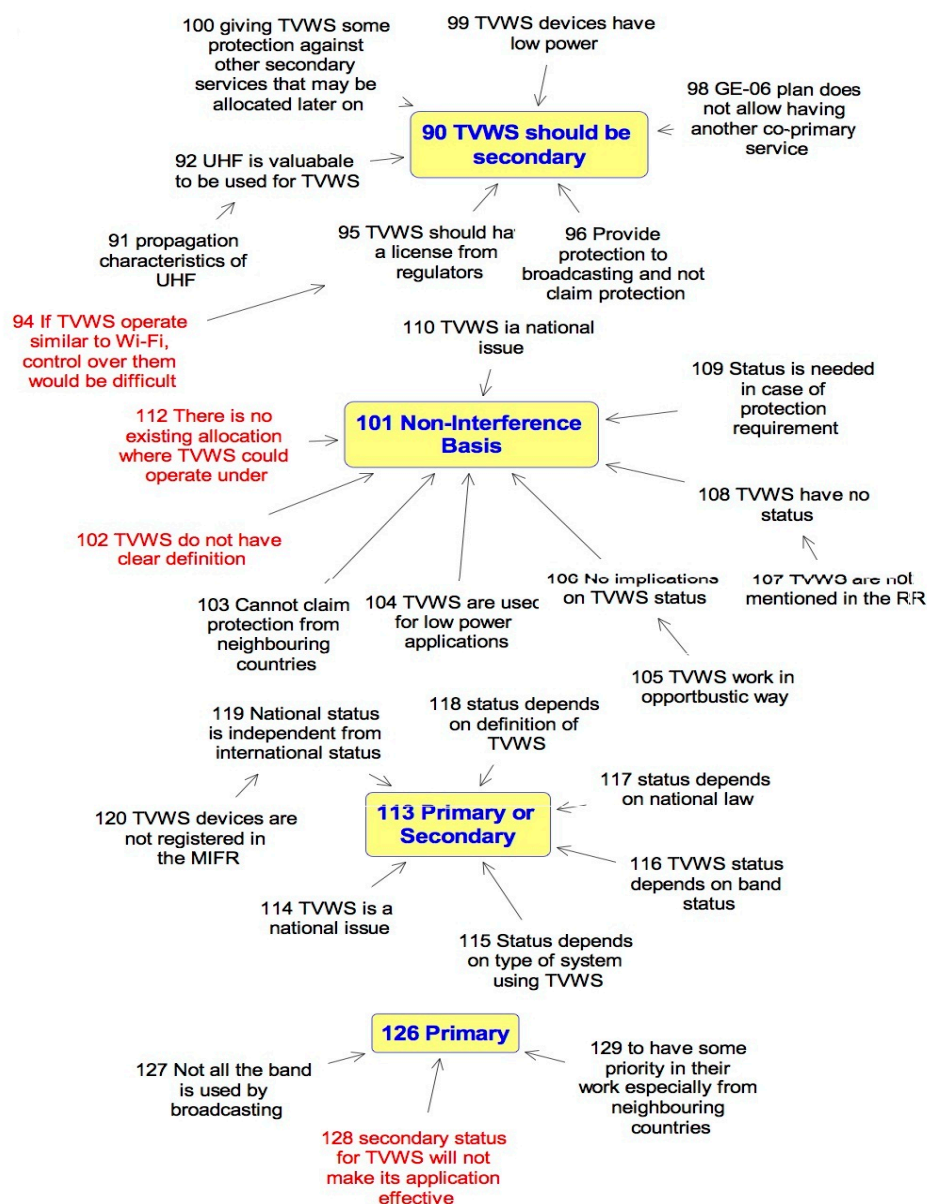 100 giving TVWS some
protection against
other secondary
services that may be
allocated later on
99 TVWS devices have
low power
98 GE-06 plan does
not allow having
another co-primary
service
90 TVWS should be
secondary
92 UHF is valuabale
to be used for TVWS
91 propagation
characteristics of
UHF
95 TVWS should ha
a license from
regulators
96 Provide
protection to
broadcasting and not
claim protection
94 If TVWS operate
similar to Wi-Fi,
control over them
would be difficult
110 TVWS ia national
issue
109 Status is needed
in case of
protection
requirement
101 Non-Interference
Basis
112 There is no
existing allocation
where TVWS could
operate under
108 TVWS have no
status
102 TVWS do not have
clear definition
107 TVWS are not
mentioned in the RR
106 No implications
on TVWS status
103 Cannot claim
protection from
neighbouring
countries
104 TVWS are used
for low power
applications
105 TVWS work in
opportbustic way
119 National status
is independent from
international status
118 status depends
on definition of
TVWS
117 status depends
on national law
120 TVWS devices are
not registered in
the MIFR
113 Primary or
Secondary
116 TVWS status
depends on band
status
114 TVWS is a
national issue
115 Status depends
on type of system
using TVWS
126 Primary
127 Not all the band
is used by
broadcasting
129 to have some
priority in their
work especially from
neighbouring
countries
128 secondary status
for TVWS will not
make its application
effective